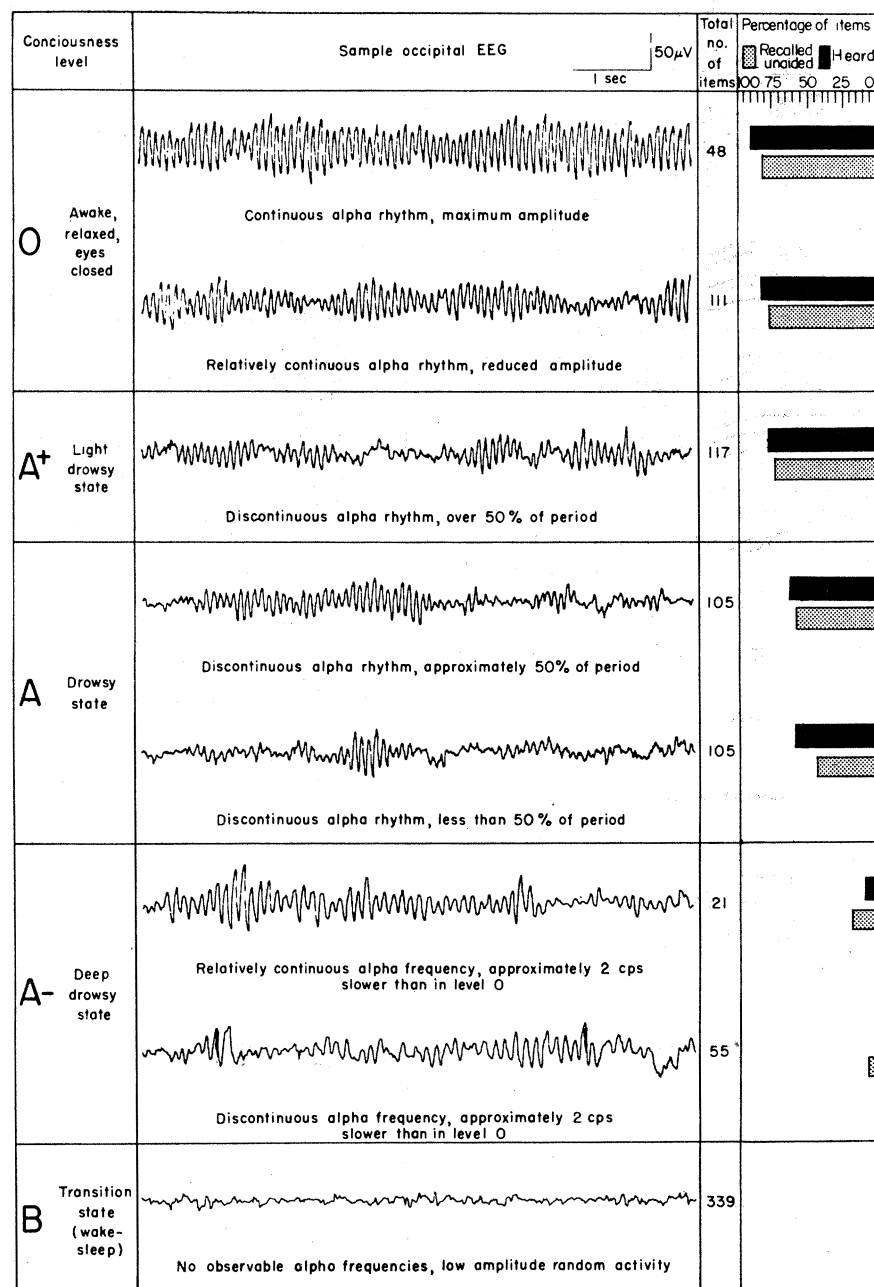 Conciousness
level
Sample occipital EEG
50µV
1 sec
Total
no.
of
items
Percentage of items
Recalled
unaided
Heard
100 75 50 25 0
O
Awake,
relaxed,
eyes
closed
48
Continuous alpha rhythm, maximum amplitude
111
Relatively continuous alpha rhythm, reduced amplitude
A+
Light
drowsy
state
117
Discontinuous alpha rhythm, over 50% of period
A
Drowsy
state
105
Discontinuous alpha rhythm, approximately 50% of period
105
Discontinuous alpha rhythm, less than 50% of period
A-
Deep
drowsy
state
21
Relatively continuous alpha frequency, approximately 2 cps
slower than in level O
55
Discontinuous alpha frequency, approximately 2 cps
slower than in level O
B
Transition
state
(wake-
sleep)
339
No observable alpha frequencies, low amplitude random activity